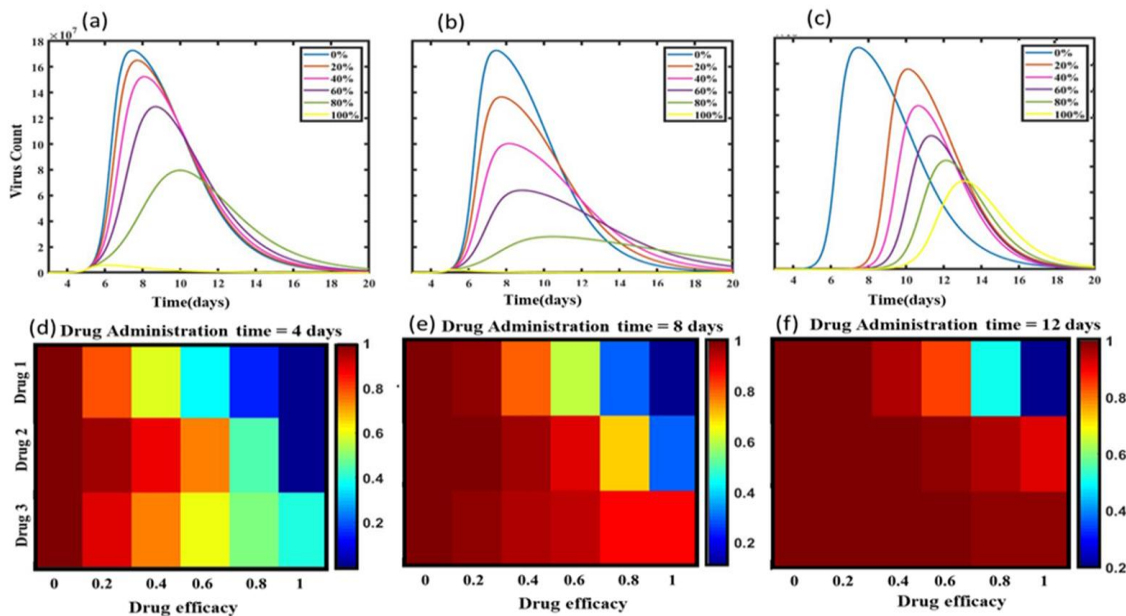 (a)
×10⁷
18
16
14
12
10
8
6
4
2
0
Virus Count
4 6 8 10 12 14 16 18 20
Time(days)
0%
20%
40%
60%
80%
100%
(b)
4 6 8 10 12 14 16 18 20
Time(days)
0%
20%
40%
60%
80%
100%
(c)
4 6 8 10 12 14 16 18 20
Time(days)
0%
20%
40%
60%
80%
100%
(d) Drug Administration time = 4 days
Drug 1
Drug 2
Drug 3
0 0.2 0.4 0.6 0.8 1
Drug efficacy
1
0.8
0.6
0.4
0.2
(e) Drug Administration time = 8 days
0 0.2 0.4 0.6 0.8 1
Drug efficacy
1
0.8
0.6
0.4
0.2
(f) Drug Administration time = 12 days
0 0.2 0.4 0.6 0.8 1
Drug efficacy
1
0.8
0.6
0.4
0.2